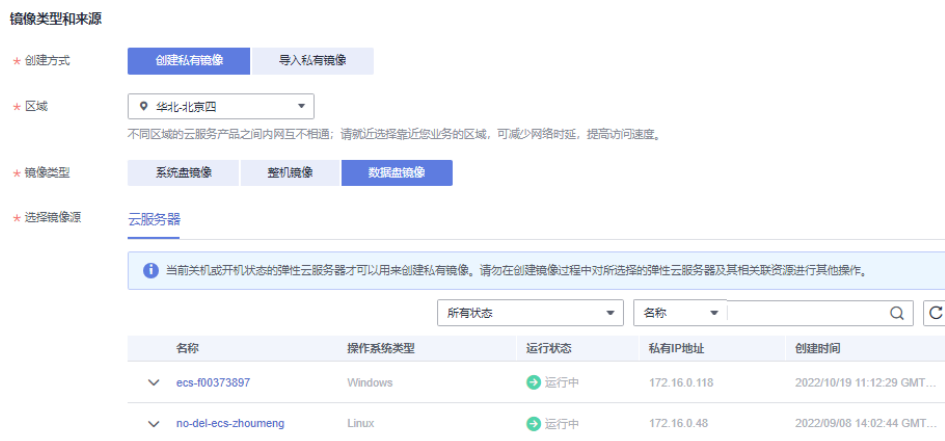 镜像类型和来源
★ 创建方式 创建私有镜像 导入私有镜像
★ 区域 华北-北京四
不同区域的云服务产品之间内网互不相通；请就近选择靠近您业务的区域，可减少网络时延，提高访问速度。
★ 镜像类型 系统盘镜像 整机镜像 数据盘镜像
★ 选择镜像源 云服务器
当前关机或开机状态的弹性云服务器才可以用来创建私有镜像。请勿在创建镜像过程中对所选择的弹性云服务器及其相关联资源进行其他操作。
所有状态 名称
名称 操作系统类型 运行状态 私有IP地址 创建时间
ecs-f00373897 Windows 运行中 172.16.0.118 2022/10/19 11:12:29 GMT...
no-del-ecs-zhoumeng Linux 运行中 172.16.0.48 2022/09/08 14:02:44 GMT...